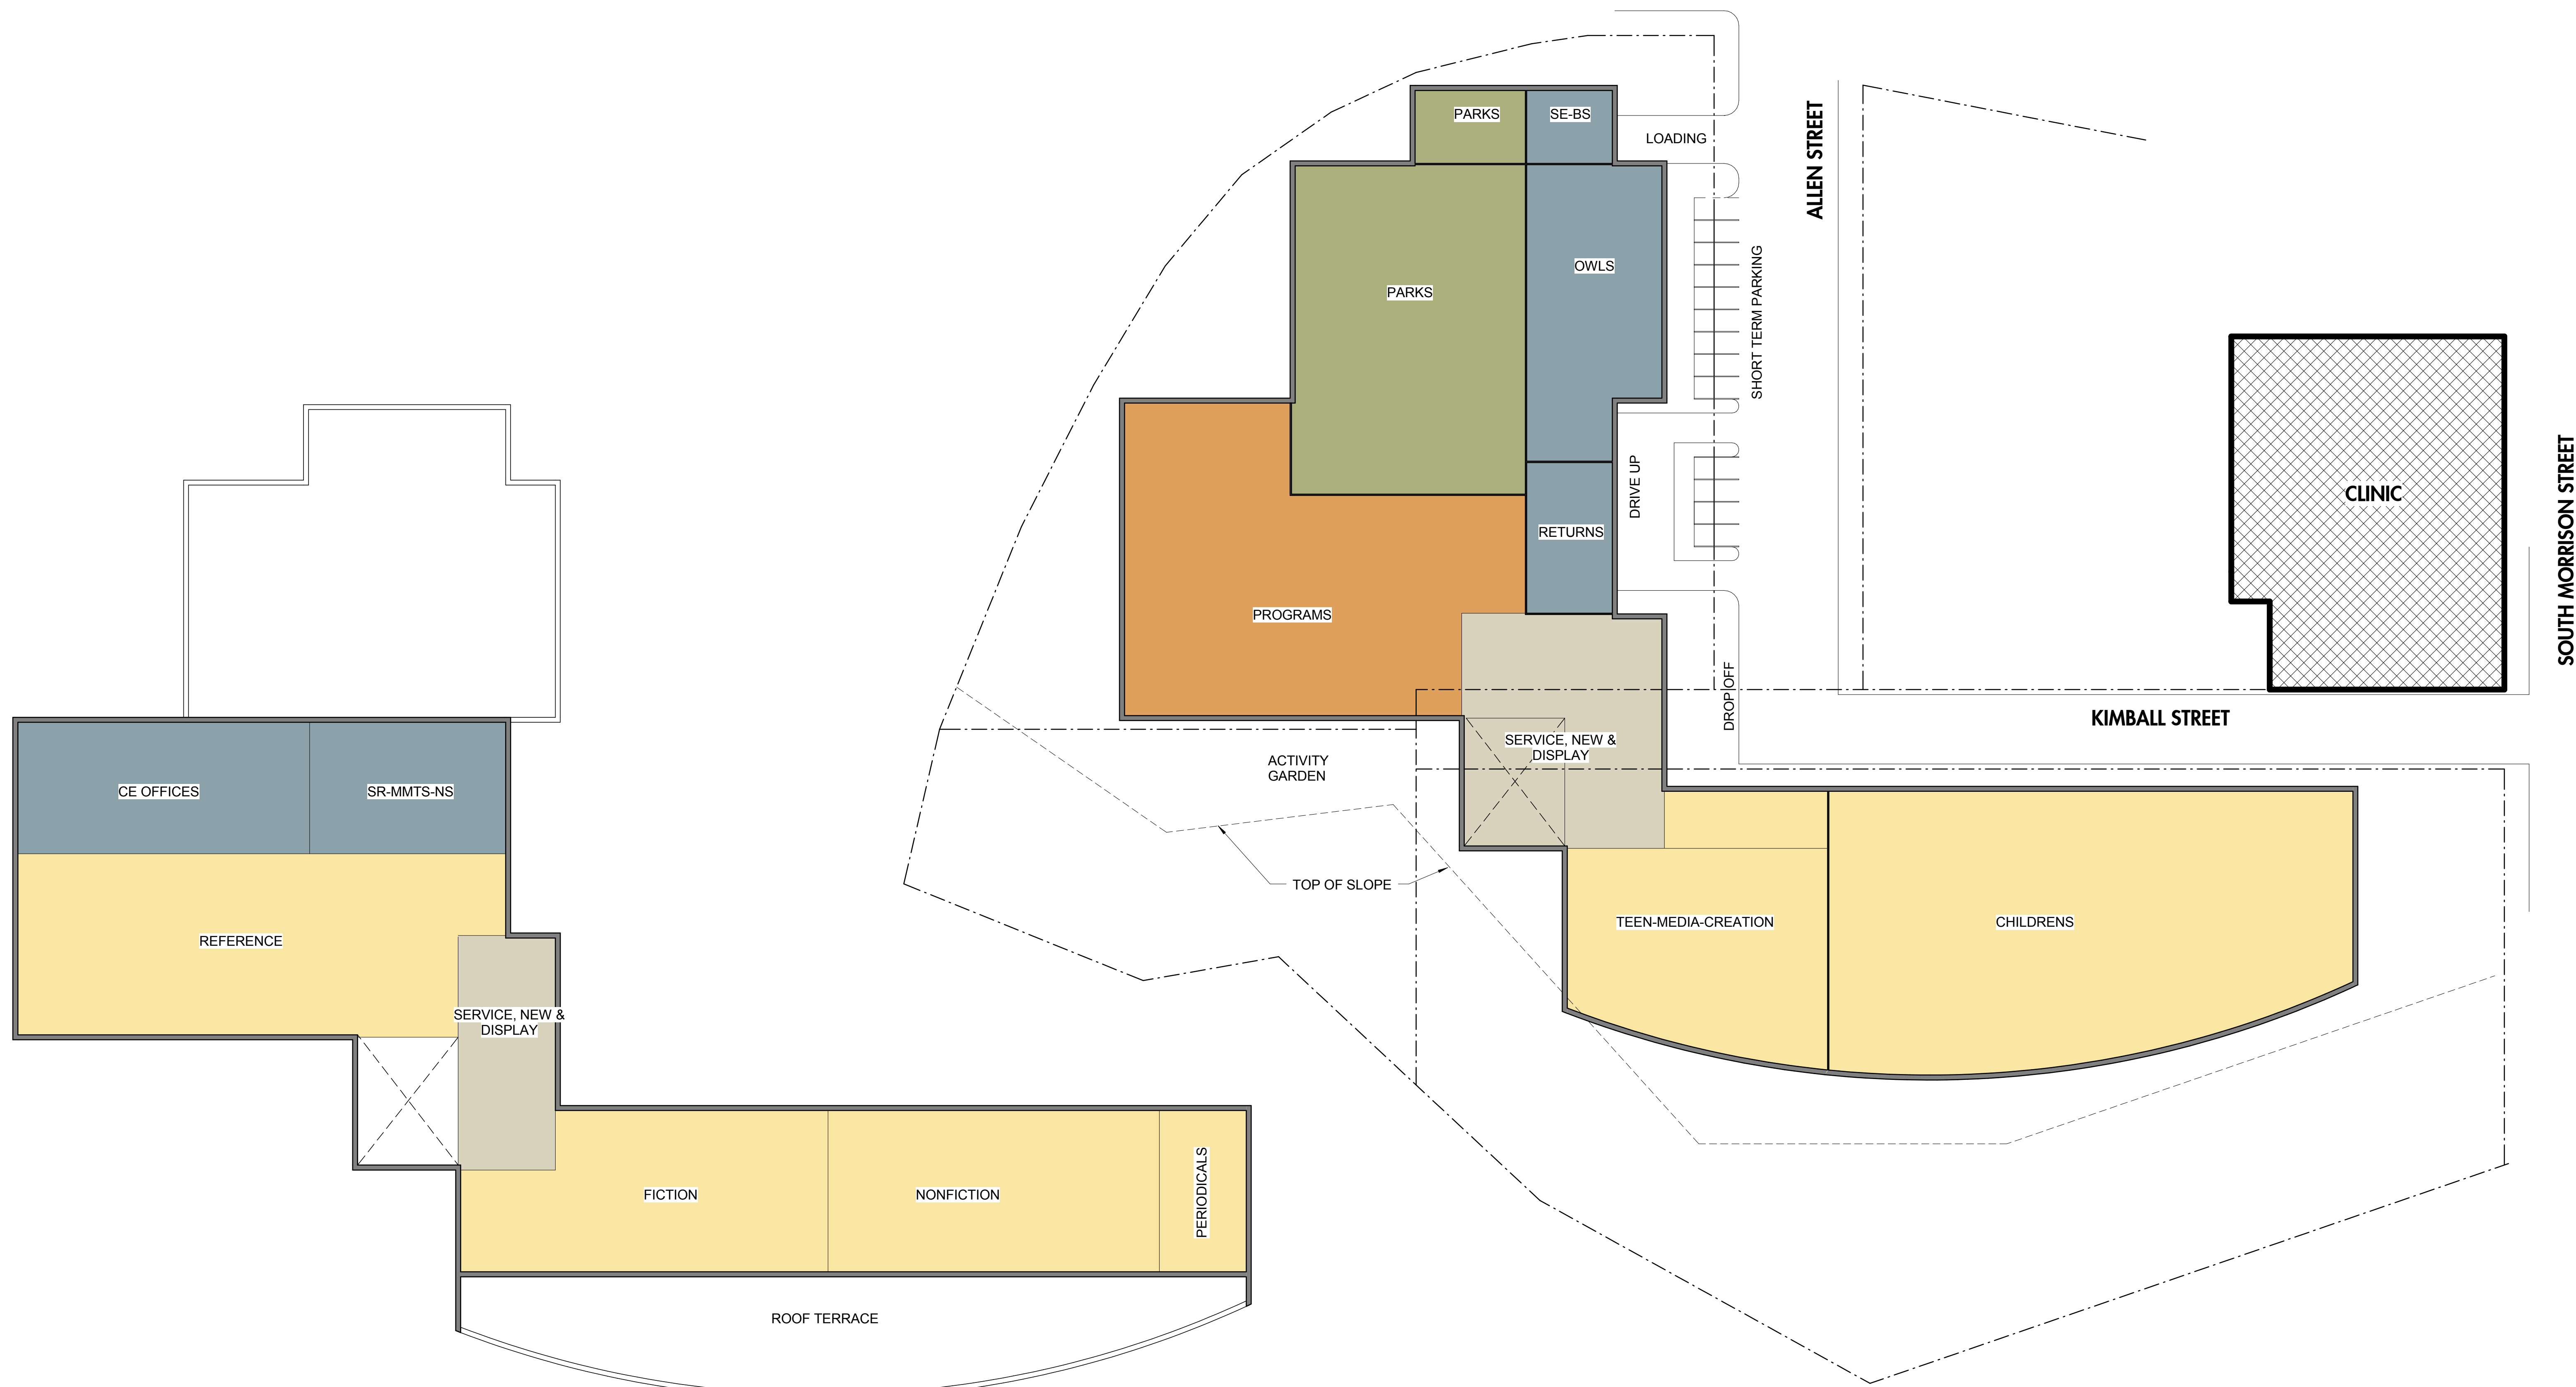 PARKS
SE-BS
LOADING
ALLEN STREET
OWLS
PARKS
SHORT TERM PARKING
DRIVE UP
CLINIC
SOUTH MORRISON STREET
RETURNS
PROGRAMS
DROP OFF
KIMBALL STREET
SERVICE, NEW &
DISPLAY
ACTIVITY
GARDEN
TOP OF SLOPE
TEEN-MEDIA-CREATION
CHILDRENS
CE OFFICES
SR-MMTS-NS
REFERENCE
SERVICE, NEW &
DISPLAY
FICTION
NONFICTION
PERIODICALS
ROOF TERRACE